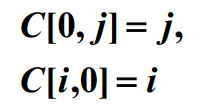 C[0, j] = j,
C[i,0] = i